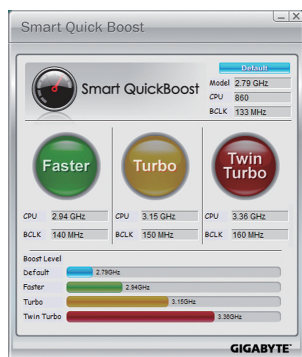 Smart Quick Boost
Default
Smart QuickBoost
Model 2.79 GHz
CPU 860
BCLK 133 MHz
Faster
Turbo
Twin Turbo
CPU 2.94 GHz
CPU 3.15 GHz
CPU 3.36 GHz
BCLK 140 MHz
BCLK 150 MHz
BCLK 160 MHz
Boost Level
Default 2.79GHz
Faster 2.94GHz
Turbo 3.15GHz
Twin Turbo 3.36GHz
GIGABYTE